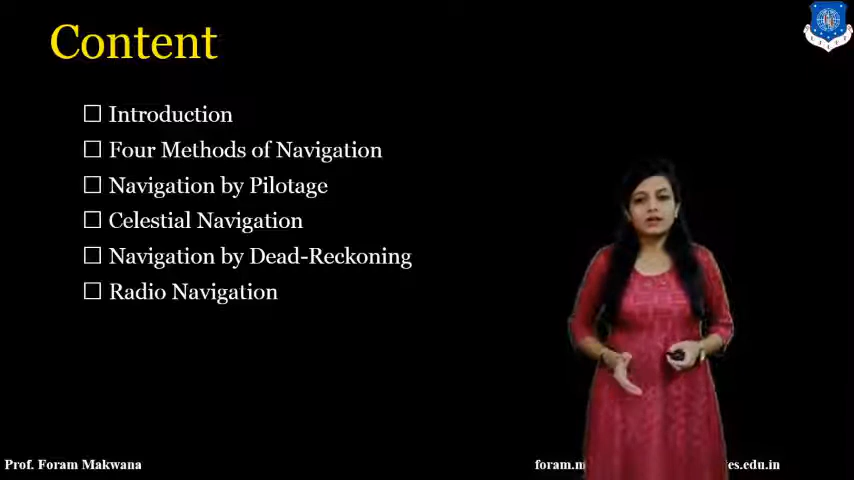 Content
Introduction
Four Methods of Navigation
Navigation by Pilotage
Celestial Navigation
Navigation by Dead-Reckoning
Radio Navigation
Prof. Foram Makwana
foram.m es.edu.in